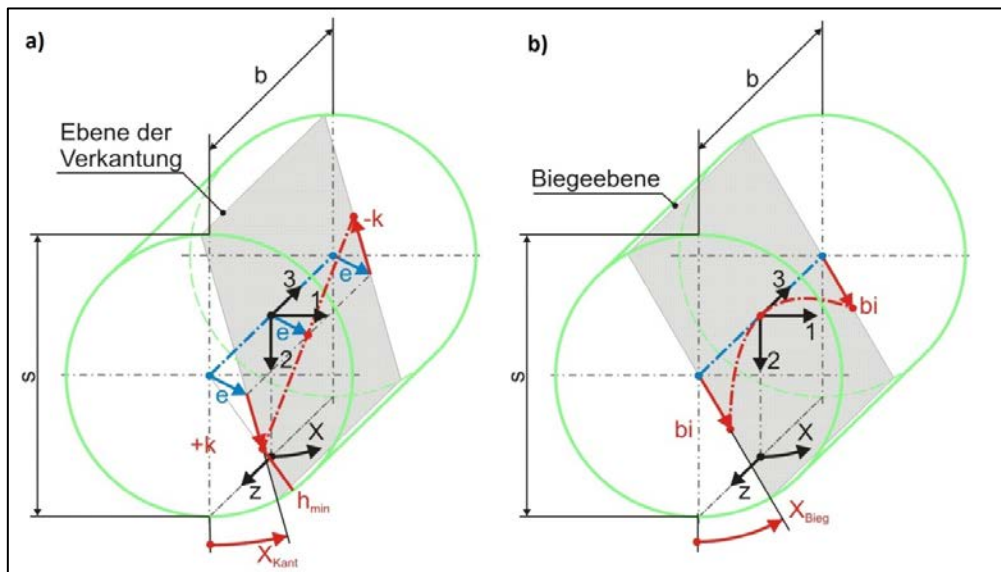 a)
b
Ebene der
Verkantung
-k
e
3
1
e
2
s
e
+k
X
z
h_min
X_Kant
b)
b
Biegeebene
3
bi
1
2
s
bi
X
z
X_Bieg